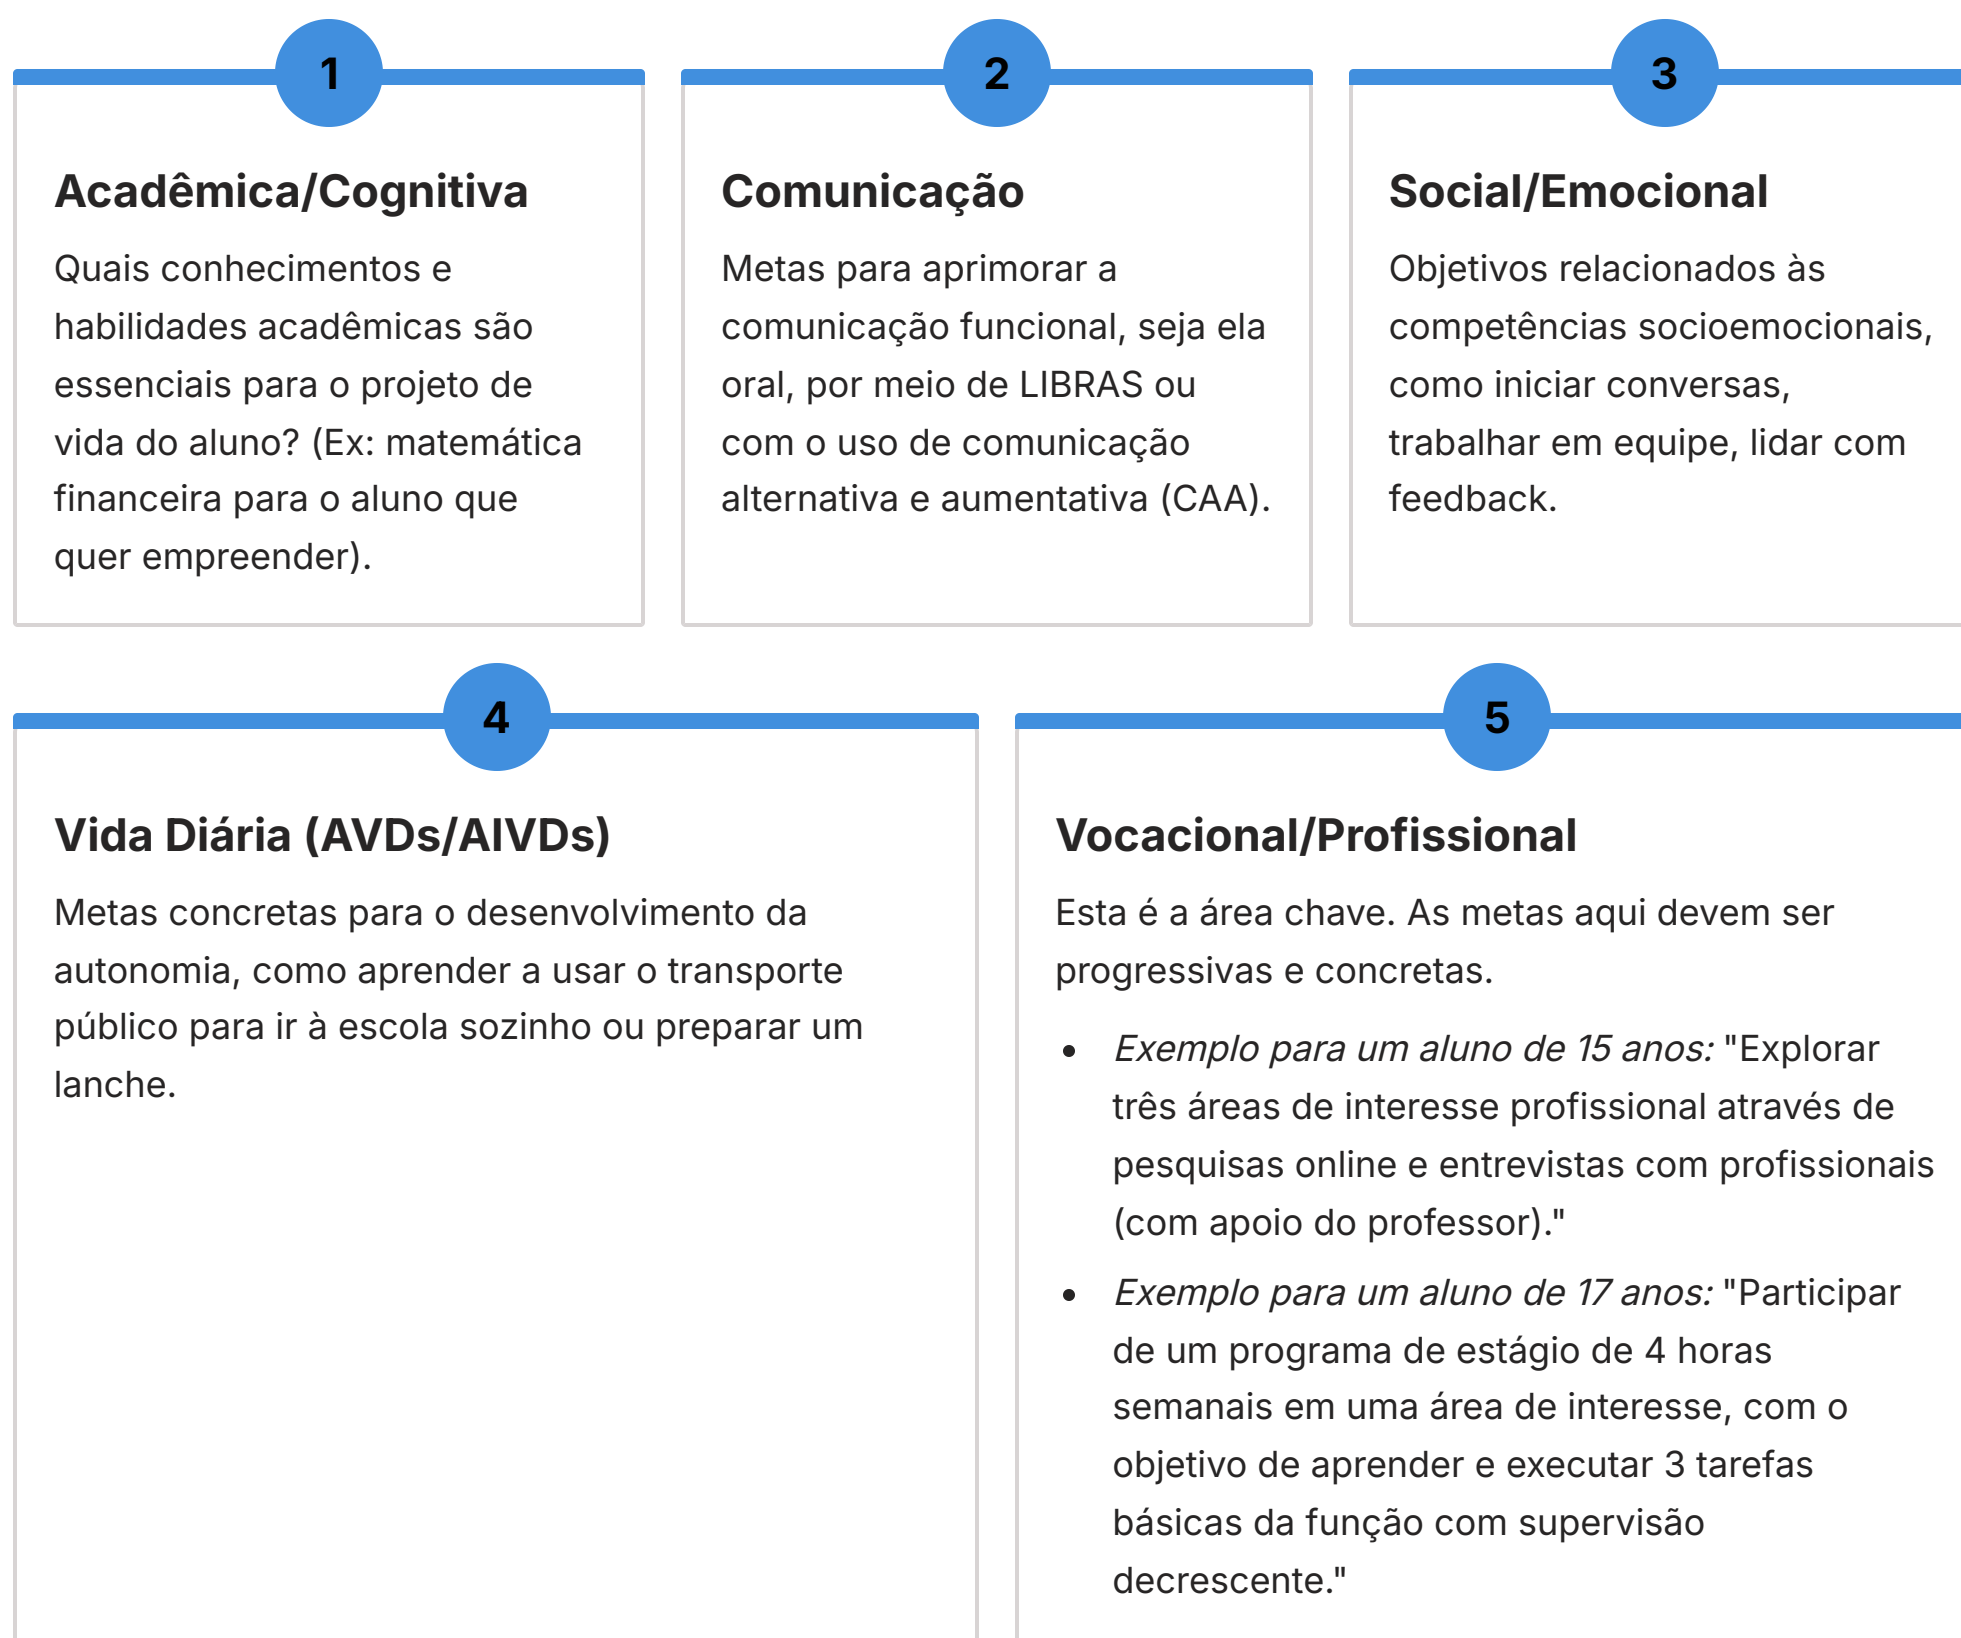 1
Acadêmica/Cognitiva
Quais conhecimentos e
habilidades acadêmicas são
essenciais para o projeto de
vida do aluno? (Ex: matemática
financeira para o aluno que
quer empreender).
2
Comunicação
Metas para aprimorar a
comunicação funcional, seja ela
oral, por meio de LIBRAS ou
com o uso de comunicação
alternativa e aumentativa (CAA).
3
Social/Emocional
Objetivos relacionados às
competências socioemocionais,
como iniciar conversas,
trabalhar em equipe, lidar com
feedback.
4
Vida Diária (AVDs/AIVDs)
Metas concretas para o desenvolvimento da
autonomia, como aprender a usar o transporte
público para ir à escola sozinho ou preparar um
lanche.
5
Vocacional/Profissional
Esta é a área chave. As metas aqui devem ser
progressivas e concretas.
• Exemplo para um aluno de 15 anos: "Explorar
três áreas de interesse profissional através de
pesquisas online e entrevistas com profissionais
(com apoio do professor)."
• Exemplo para um aluno de 17 anos: "Participar
de um programa de estágio de 4 horas
semanais em uma área de interesse, com o
objetivo de aprender e executar 3 tarefas
básicas da função com supervisão
decrescente."